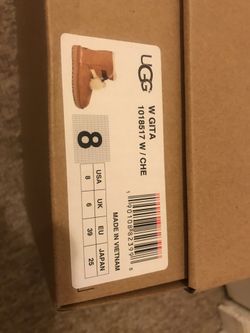 UGG
W GITA
1018517 W / CHE
8
USA UK EU JAPAN
8 6 39 25
MADE IN VIETNAM